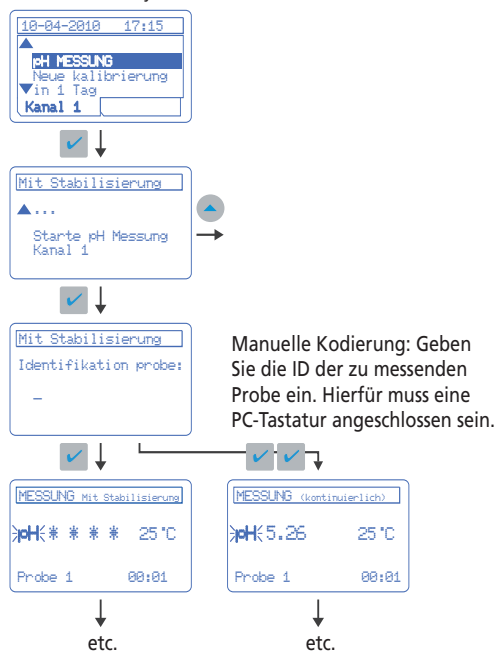 10-04-2010 17:15
pH MESSUNG
Neue kalibrierung
in 1 Tag
Kanal 1
Mit Stabilisierung
...
Starte pH Messung
Kanal 1
Mit Stabilisierung
Identifikation probe:
_
Manuelle Kodierung: Geben
Sie die ID der zu messenden
Probe ein. Hierfür muss eine
PC-Tastatur angeschlossen sein.
MESSUNG Mit Stabilisierung
pH * * * * 25°C
Probe 1 00:01
etc.
MESSUNG (kontinuierlich)
pH 5.26 25°C
Probe 1 00:01
etc.